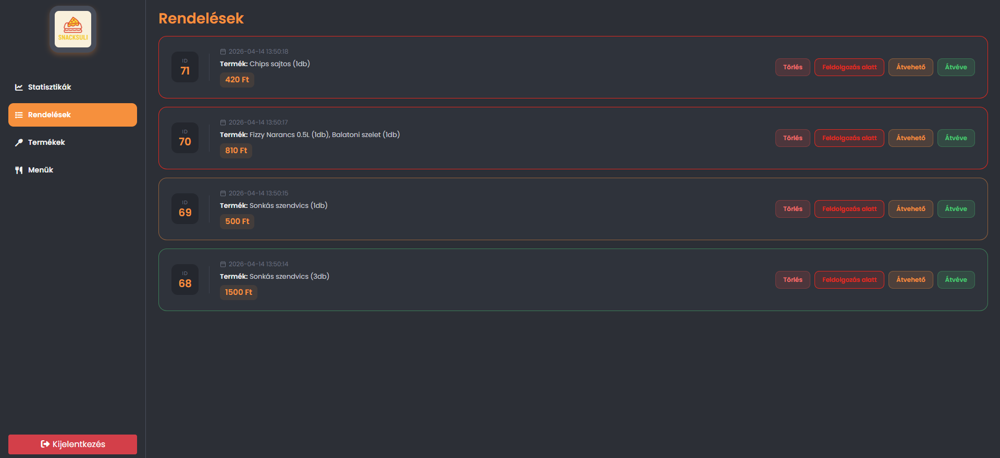 SNACKSULI
Statisztikák
Rendelések
Termékek
Menük
Kijelentkezés
Rendelések
ID
71
2026-04-14 13:50:18
Termék: Chips sajtos (1db)
420 Ft
Törlés
Feldolgozás alatt
Átvehető
Átvéve
ID
70
2026-04-14 13:50:17
Termék: Fizzy Narancs 0.5L (1db), Balatoni szelet (1db)
810 Ft
Törlés
Feldolgozás alatt
Átvehető
Átvéve
ID
69
2026-04-14 13:50:15
Termék: Sonkás szendvics (1db)
500 Ft
Törlés
Feldolgozás alatt
Átvehető
Átvéve
ID
68
2026-04-14 13:50:14
Termék: Sonkás szendvics (3db)
1500 Ft
Törlés
Feldolgozás alatt
Átvehető
Átvéve